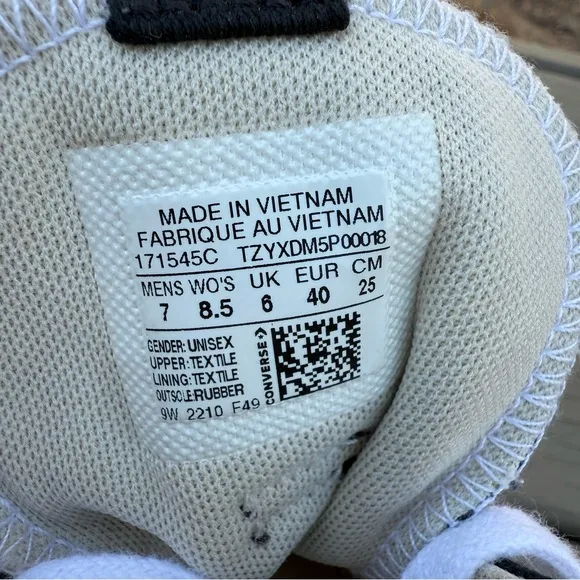 MADE IN VIETNAM
FABRIQUE AU VIETNAM
171545C TZYXDM5P00018
MENS WO'S UK EUR CM
7 8.5 6 40 25
GENDER: UNISEX
UPPER: TEXTILE
LINING: TEXTILE
OUTSOLE:RUBBER
9W 2210 F49
CONVERSE